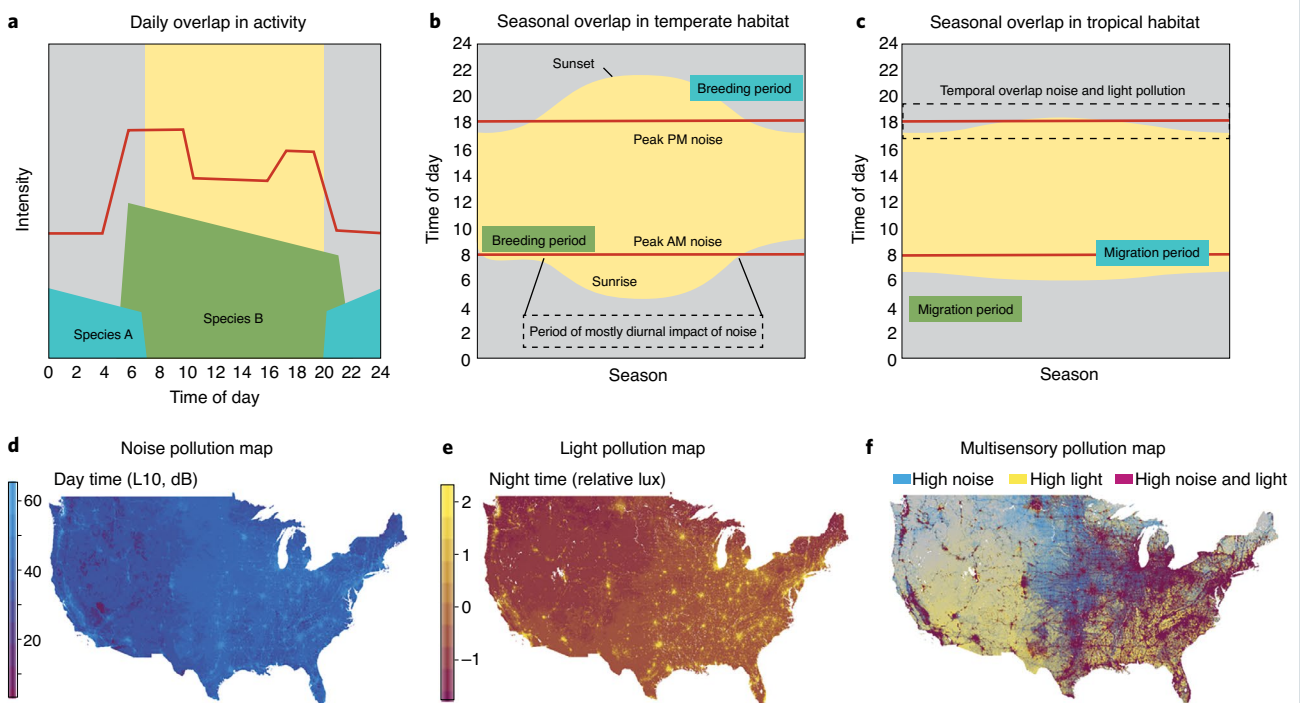 a Daily overlap in activity
Intensity
Species A
Species B
0 2 4 6 8 10 12 14 16 18 20 22 24
Time of day
b Seasonal overlap in temperate habitat
Time of day
24
22
20
18
16
14
12
10
8
6
4
2
0
Sunset
Breeding period
Peak PM noise
Breeding period
Peak AM noise
Sunrise
Period of mostly diurnal impact of noise
Season
c Seasonal overlap in tropical habitat
Time of day
24
22
20
18
16
14
12
10
8
6
4
2
0
Temporal overlap noise and light pollution
Migration period
Migration period
Season
d Noise pollution map
Day time (L10, dB)
60
40
20
e Light pollution map
Night time (relative lux)
2
1
0
−1
f Multisensory pollution map
High noise High light High noise and light